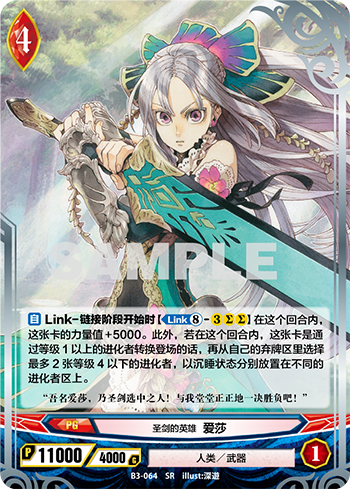 4
SAMPLE
自 Link-链接阶段开始时【Link 8 - 3 Σ Σ】在这个回合内，
这张卡的力量值+5000。此外，若在这个回合内，这张卡是
通过等级1以上的进化者转换登场的话，再从自己的弃牌区里选择
最多2张等级4以下的进化者，以沉睡状态分别放置在不同的
进化者区上。
“吾名爱莎，乃圣剑选中之人！与我堂堂正正地一决胜负吧！”
PG 圣剑的英雄 爱莎
P 11000 / 4000 G 人类／武器 1
B3-064 SR illust:深遊